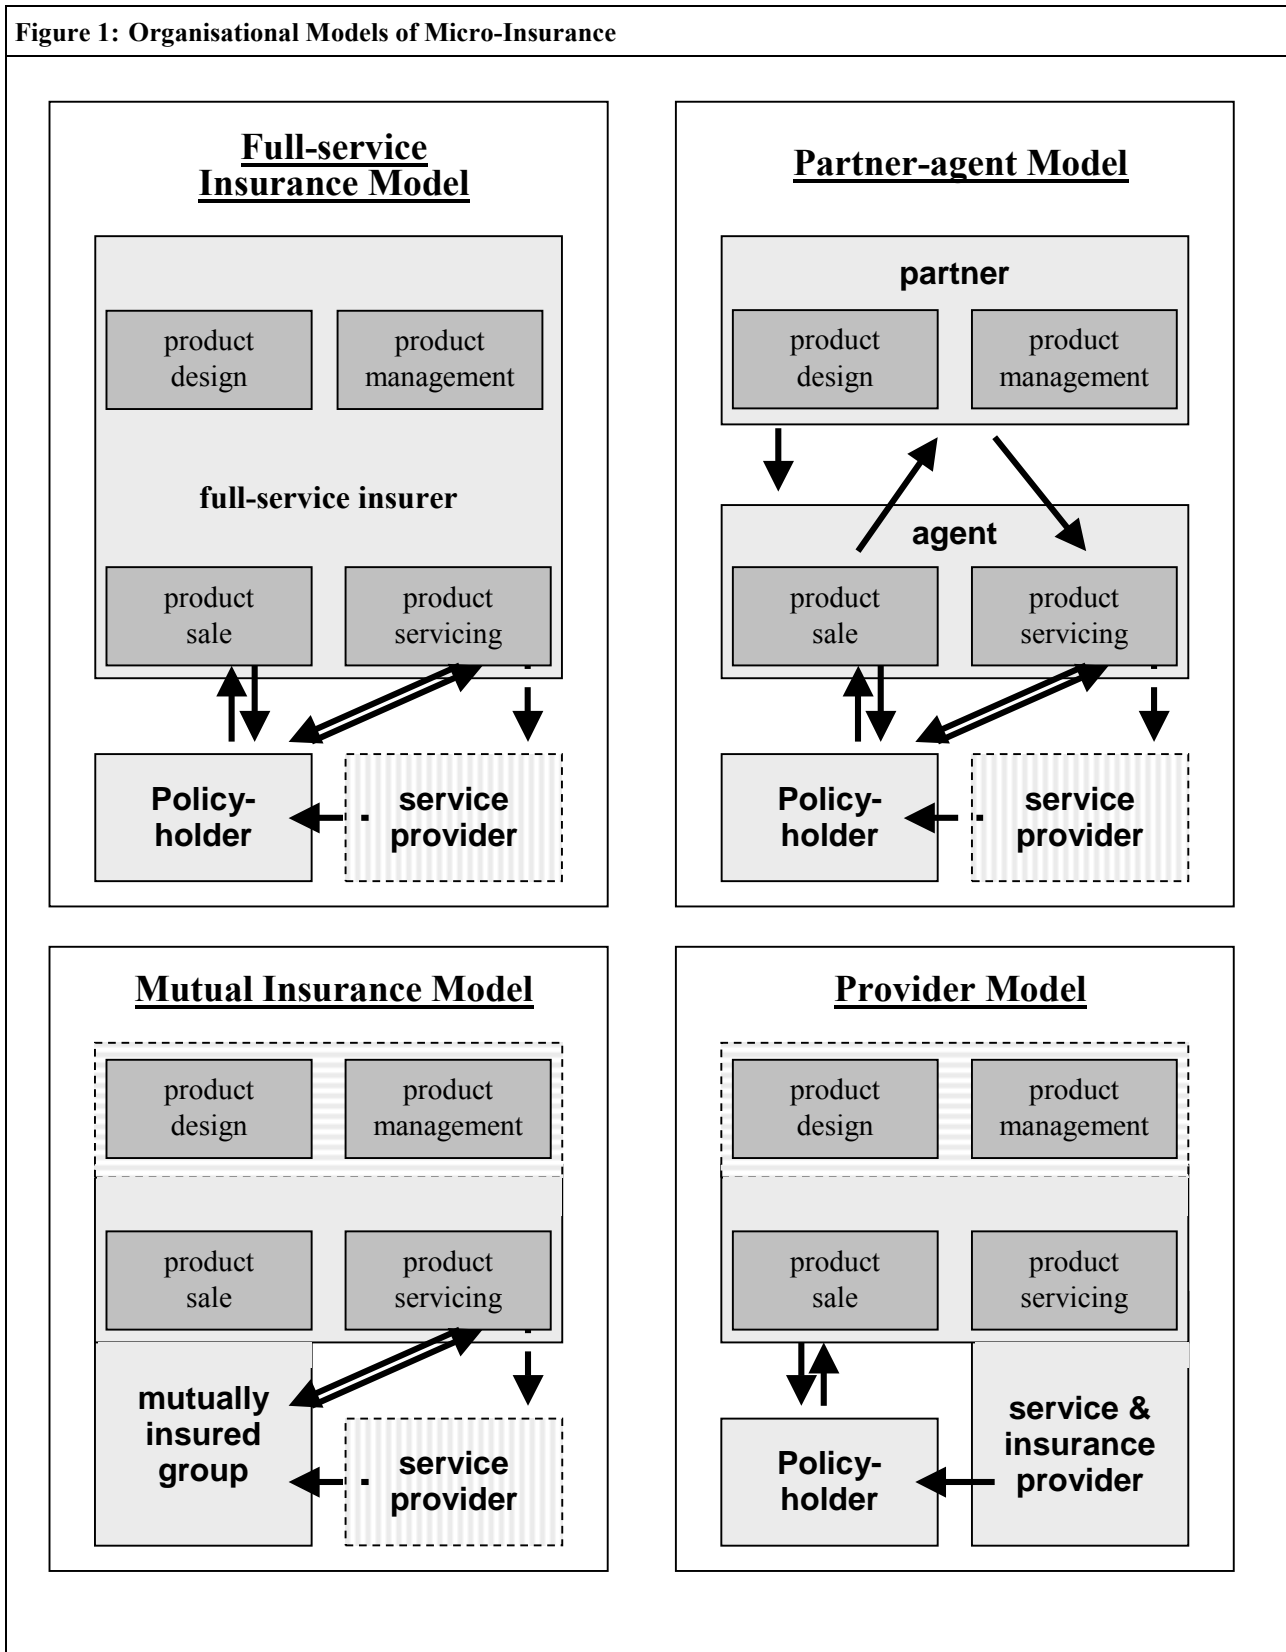 Figure 1: Organisational Models of Micro-Insurance
Full-service
Insurance Model
product
design
product
management
full-service insurer
product
sale
product
servicing
Policy-
holder
service
provider
Partner-agent Model
partner
product
design
product
management
agent
product
sale
product
servicing
Policy-
holder
service
provider
Mutual Insurance Model
product
design
product
management
product
sale
product
servicing
mutually
insured
group
service
provider
Provider Model
product
design
product
management
product
sale
product
servicing
Policy-
holder
service &
insurance
provider